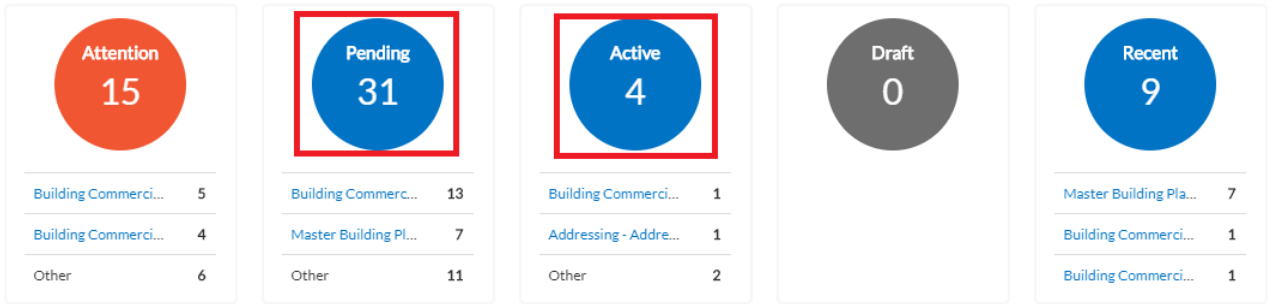 Attention
15
Building Commerci... 5
Building Commerci... 4
Other 6
Pending
31
Building Commerc... 13
Master Building Pl... 7
Other 11
Active
4
Building Commerci... 1
Addressing - Addre... 1
Other 2
Draft
0
Recent
9
Master Building Pla... 7
Building Commerci... 1
Building Commerci... 1